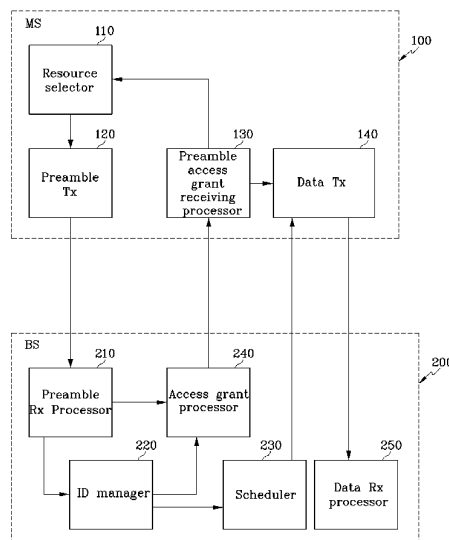 MS
110
100
Resource
selector
120
130
140
Preamble
Tx
Preamble
access
grant
receiving
processor
Data Tx
BS
210
240
200
Preamble
Rx Processor
Access grant
processor
220
230
250
ID manager
Scheduler
Data Rx
processor